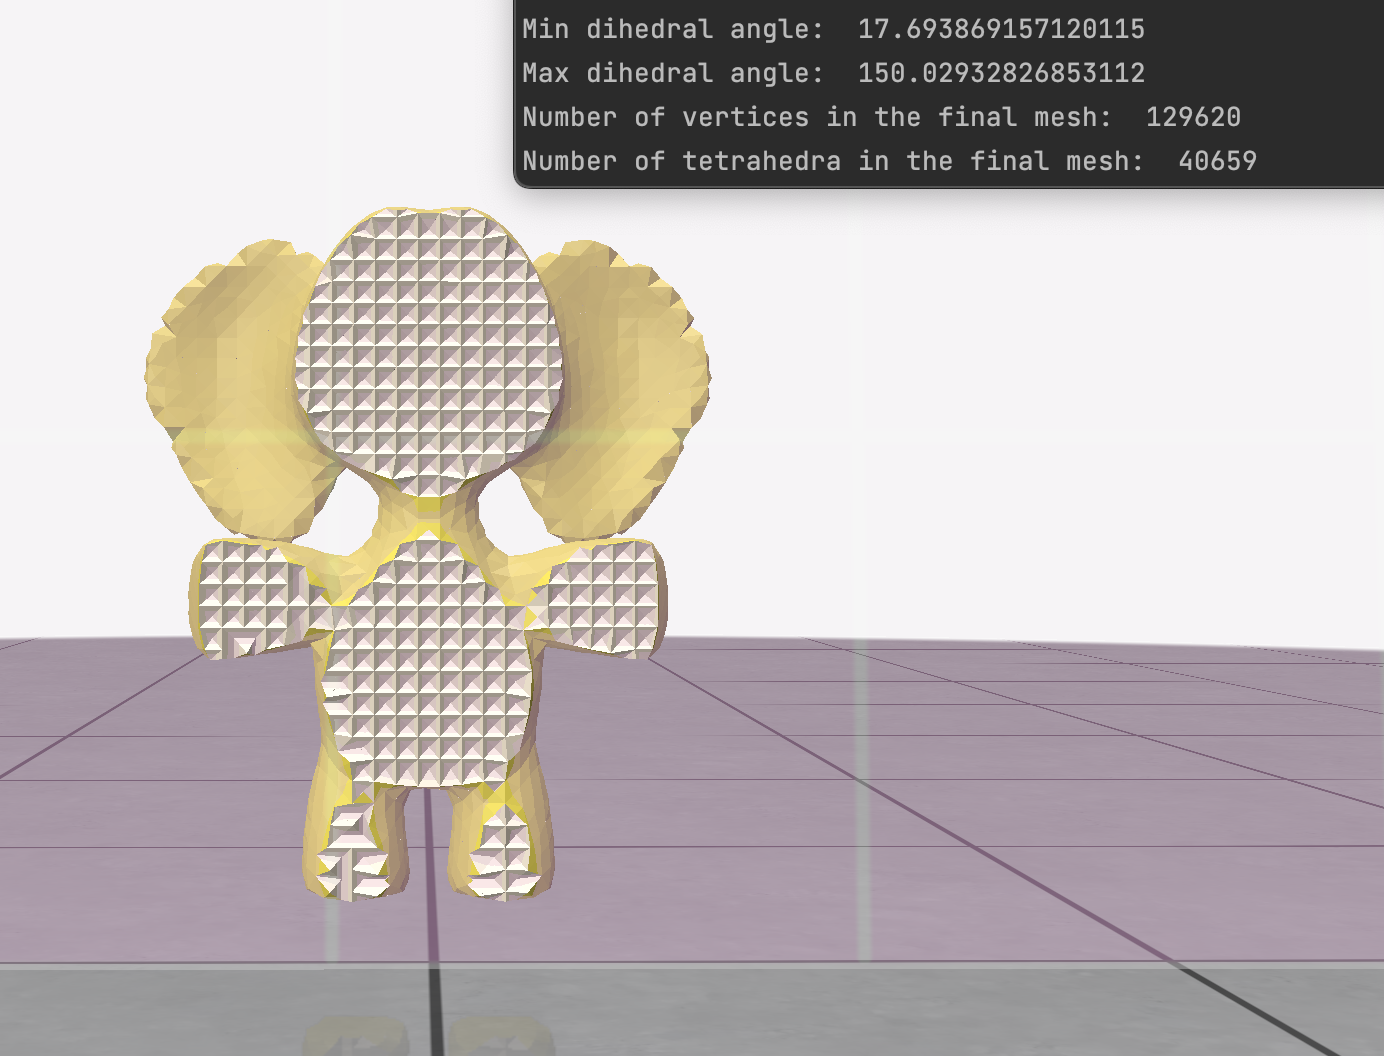 Min dihedral angle:  17.693869157120115
Max dihedral angle:  150.02932826853112
Number of vertices in the final mesh:  129620
Number of tetrahedra in the final mesh:  40659